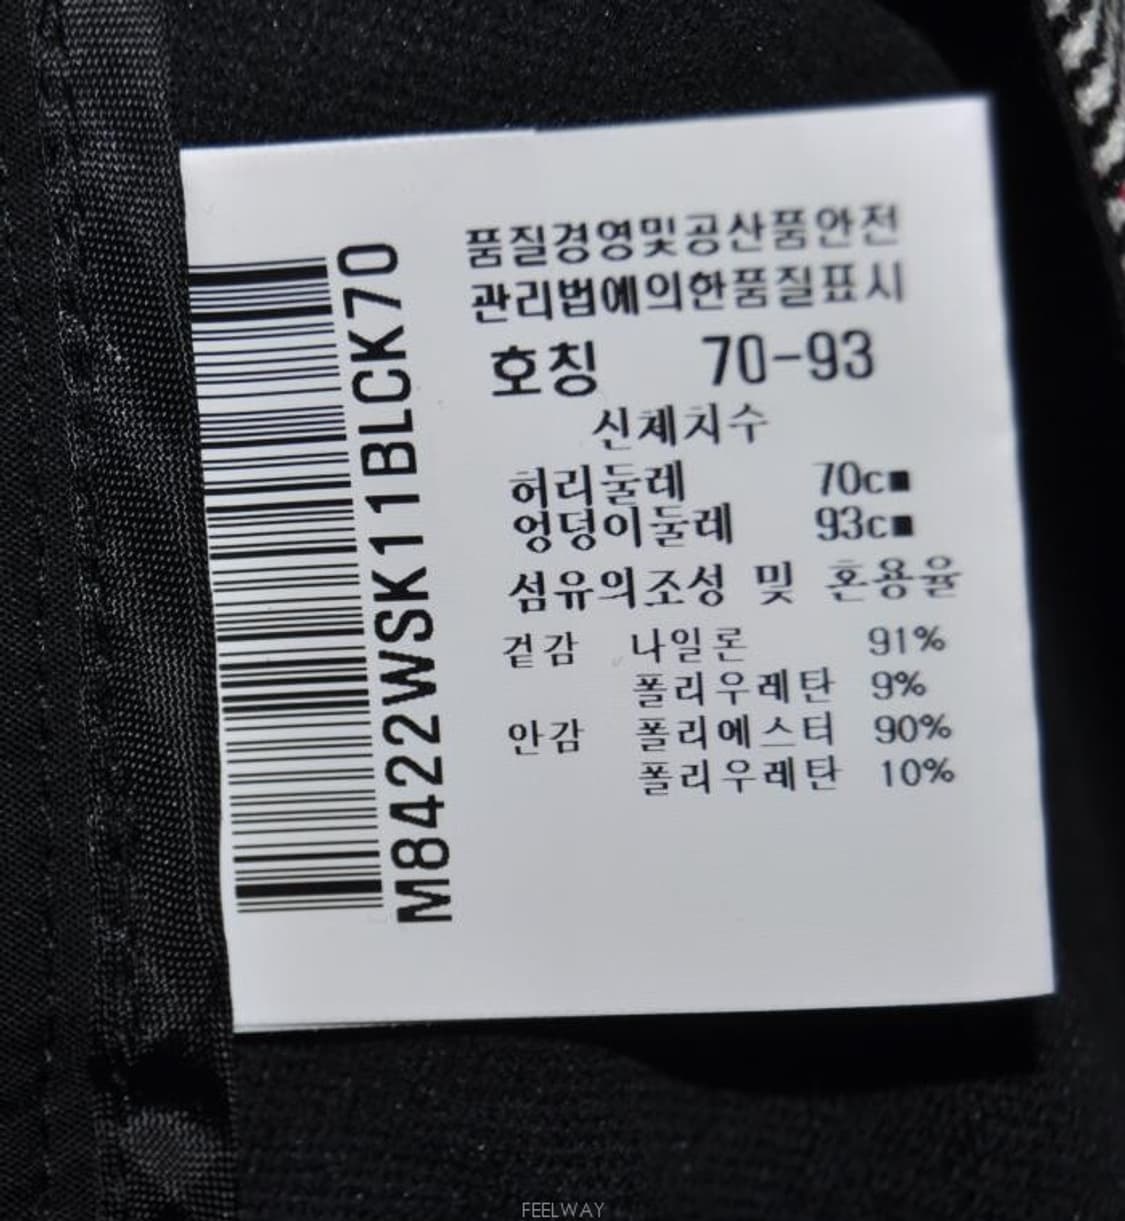 품질경영및공산품안전
관리법에의한품질표시
호칭 70-93
신체치수
허리둘레 70c■
엉덩이둘레 93c■
섬유의조성 및 혼용율
겉감 나일론 91%
폴리우레탄 9%
안감 폴리에스터 90%
폴리우레탄 10%
M8422WSK11BLCK70
FEELWAY